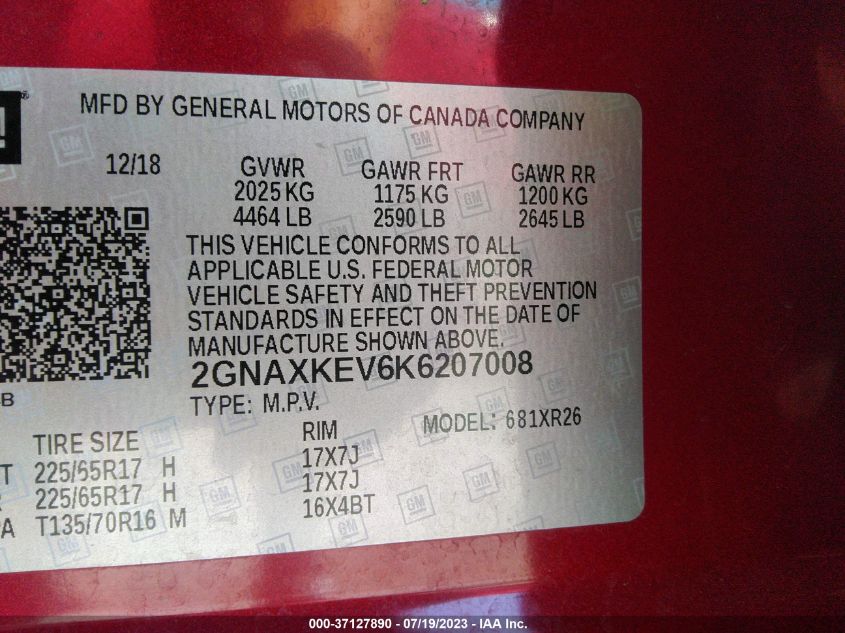 MFD BY GENERAL MOTORS OF CANADA COMPANY
12/18 GVWR GAWR FRT GAWR RR
2025 KG 1175 KG 1200 KG
4464 LB 2590 LB 2645 LB
THIS VEHICLE CONFORMS TO ALL
APPLICABLE U.S. FEDERAL MOTOR
VEHICLE SAFETY AND THEFT PREVENTION
STANDARDS IN EFFECT ON THE DATE OF
MANUFACTURE SHOWN ABOVE.
2GNAXKEV6K6207008
TYPE: M.P.V. MODEL: 681XR26
TIRE SIZE RIM
225/65R17 H 17X7J
225/65R17 H 17X7J
T135/70R16 M 16X4BT
000-37127890 - 07/19/2023 - IAA Inc.